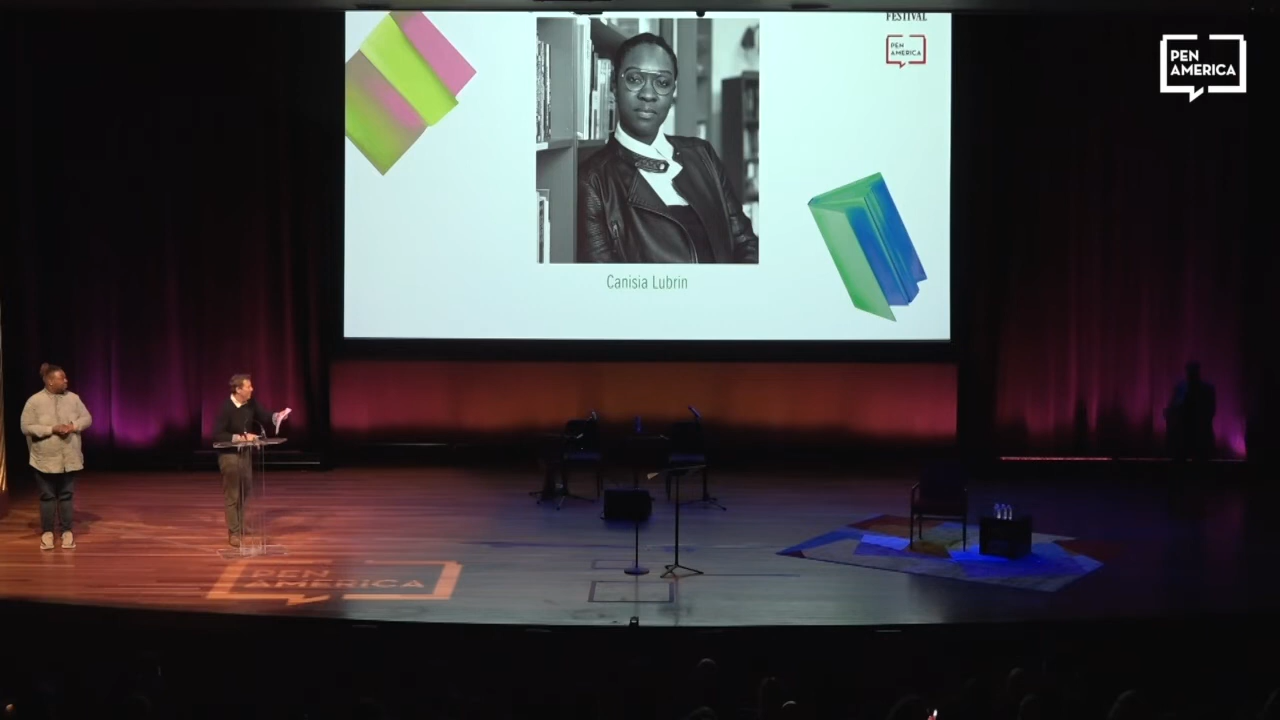 FESTIVAL
PEN
AMERICA
PEN
AMERICA
Canisia Lubrin
PEN
AMERICA